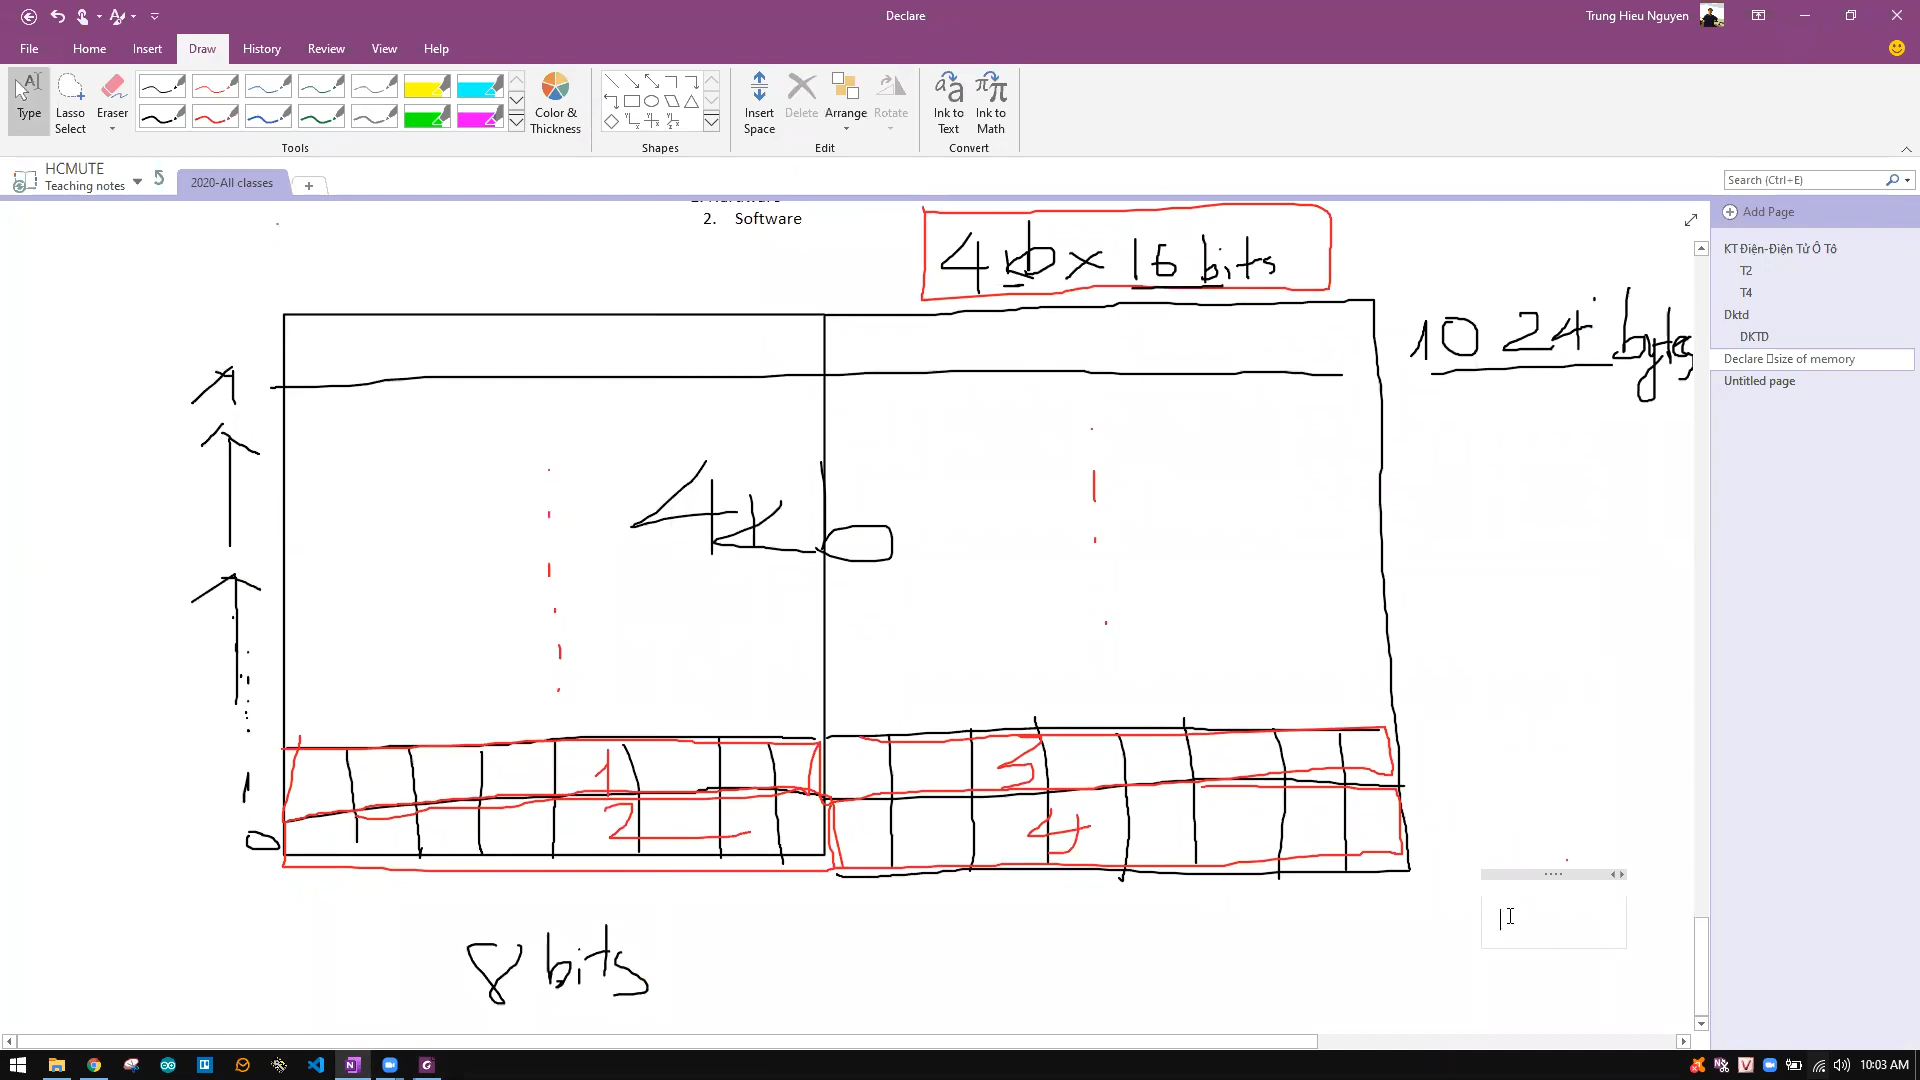 Declare
Trung Hieu Nguyen
File Home Insert Draw History Review View Help
Type
Lasso Select
Eraser
Color & Thickness
Insert Space
Delete
Arrange
Rotate
Ink to Text
Ink to Math
Tools
Shapes
Edit
Convert
HCMUTE
Teaching notes
2020-All classes
Search (Ctrl+E)
Add Page
KT Điện-Điện Tử Ô Tô
T2
T4
Dktd
DKTD
Declare size of memory
Untitled page
2. Software
4 kb x 16 bits
1024 bytes
4k
1
3
2
4
1
0
8 bits
10:03 AM